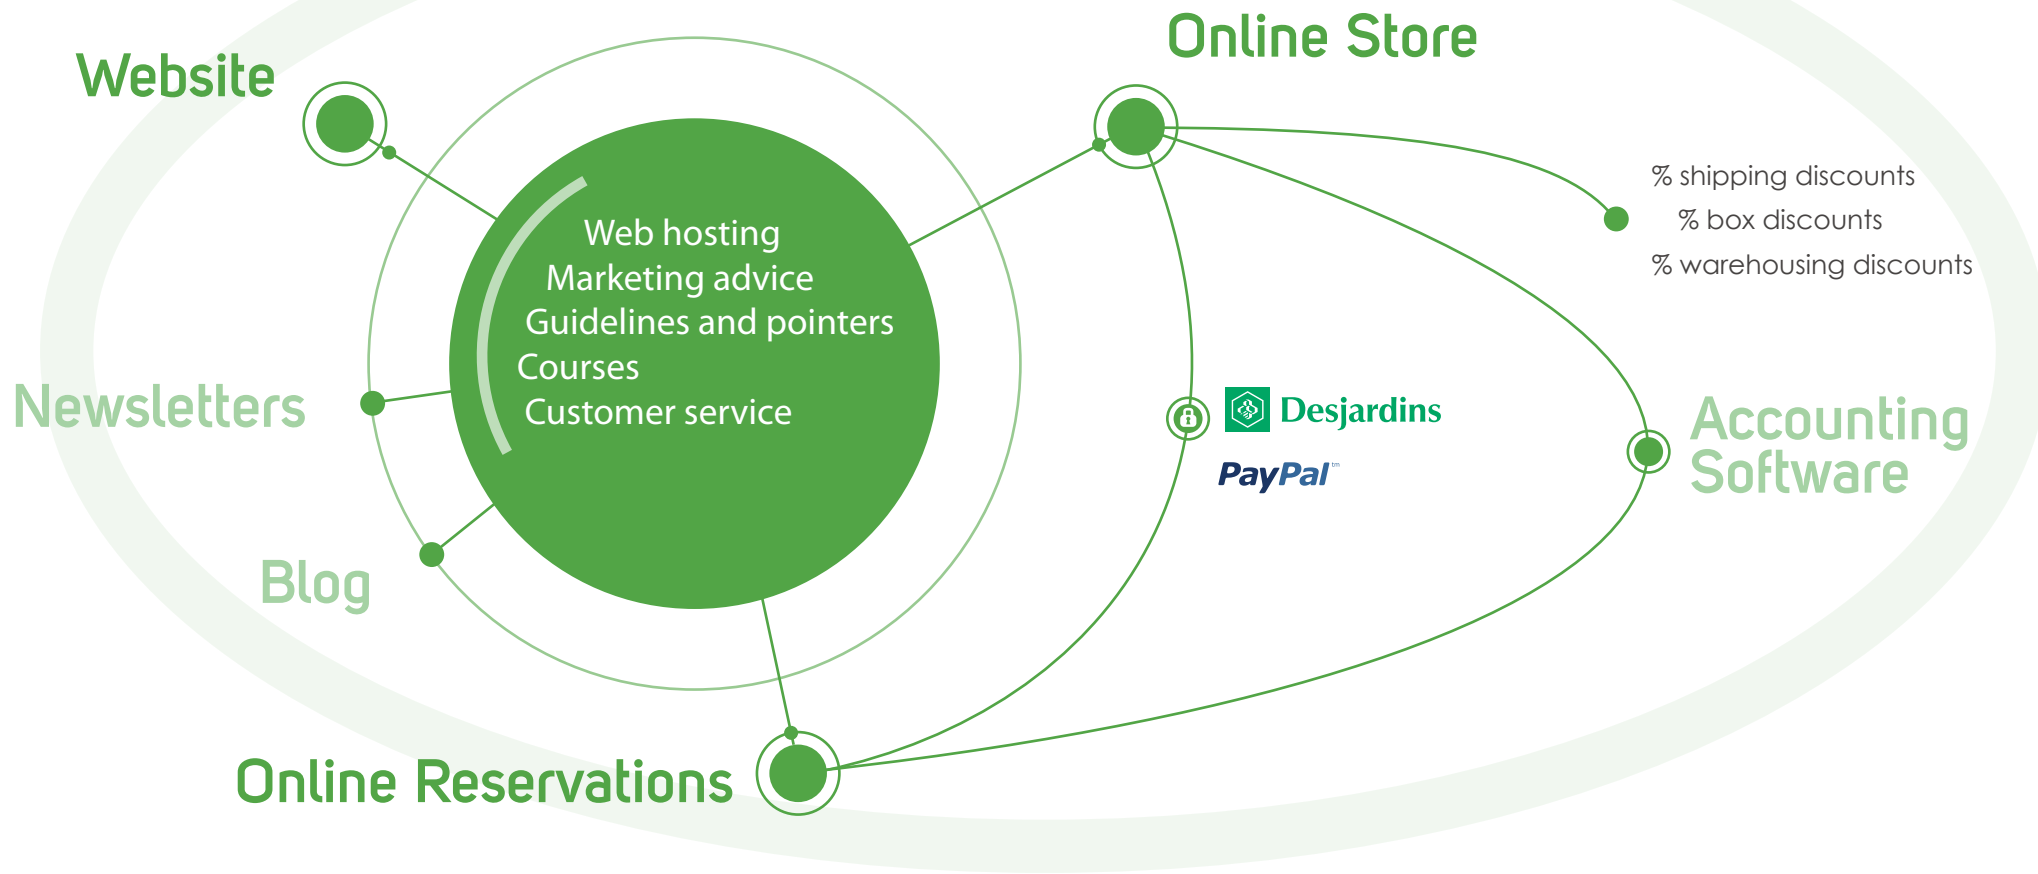 Website
Online Store
% shipping discounts
% box discounts
% warehousing discounts
Web hosting
Marketing advice
Guidelines and pointers
Courses
Customer service
Newsletters
Desjardins
PayPal™
Accounting
Software
Blog
Online Reservations